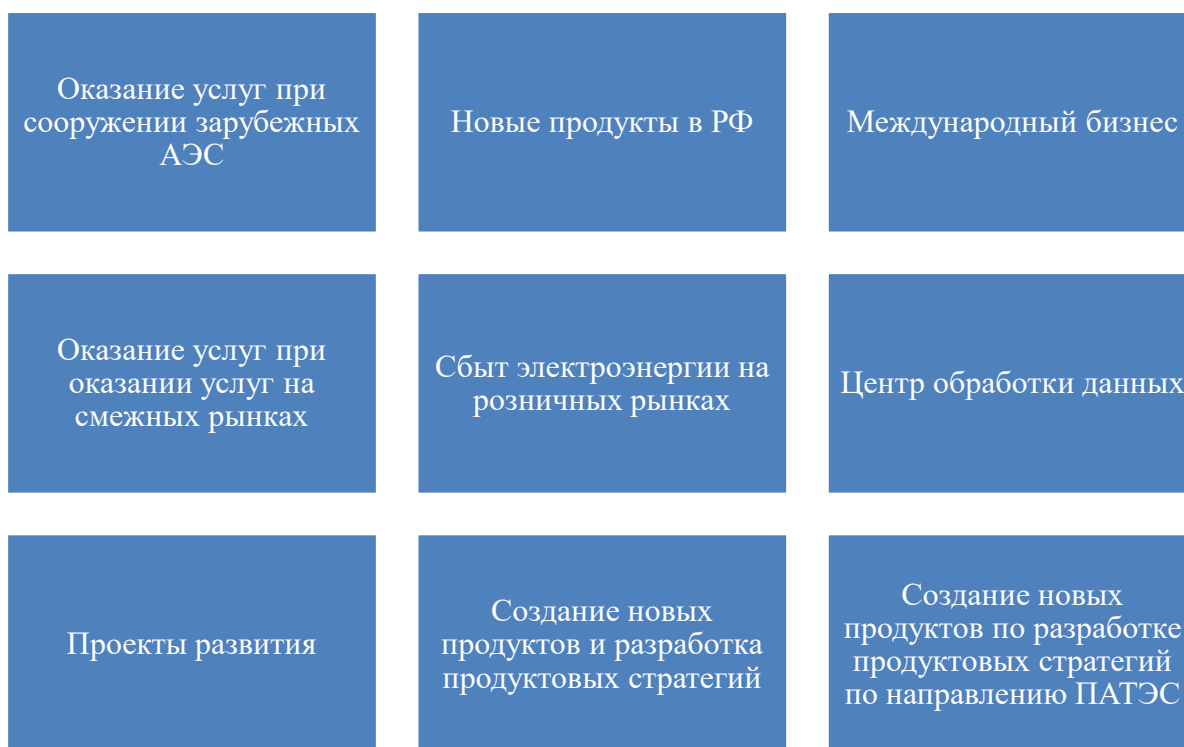 Оказание услуг при
сооружении зарубежных
АЭС
Новые продукты в РФ
Международный бизнес
Оказание услуг при
оказании услуг на
смежных рынках
Сбыт электроэнергии на
розничных рынках
Центр обработки данных
Проекты развития
Создание новых
продуктов и разработка
продуктовых стратегий
Создание новых
продуктов по разработке
продуктовых стратегий
по направлению ПАТЭС